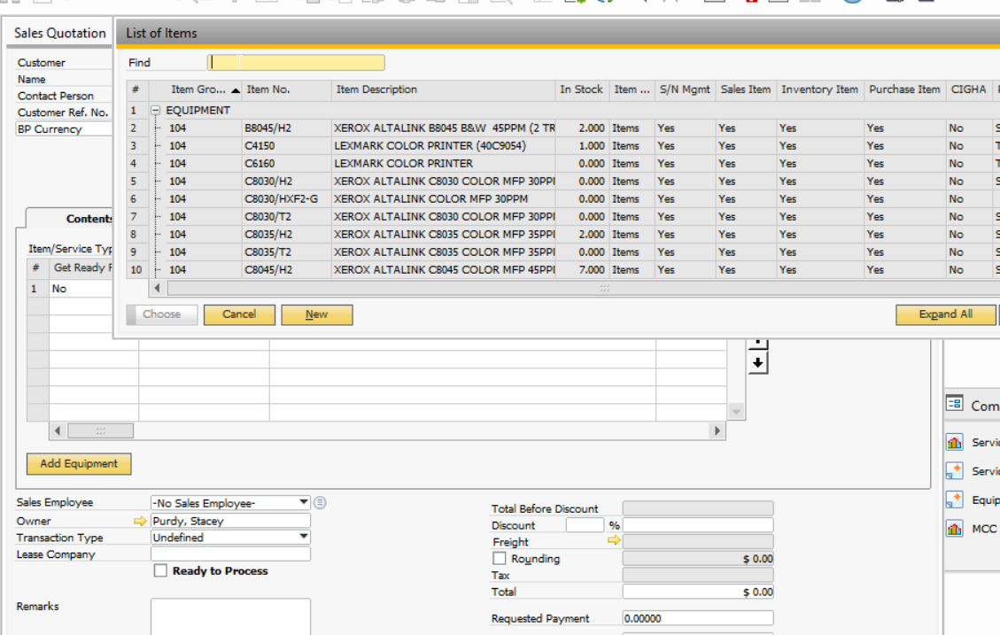 Sales Quotation
List of Items
Customer
Name
Contact Person
Customer Ref. No.
BP Currency
Find
# Item Gro... Item No. Item Description In Stock Item ... S/N Mgmt Sales Item Inventory Item Purchase Item CIGHA
1 EQUIPMENT
2 104 B8045/H2 XEROX ALTALINK B8045 B&W 45PPM (2 TR 2.000 Items Yes Yes Yes Yes No
3 104 C4150 LEXMARK COLOR PRINTER (40C9054) 1.000 Items Yes Yes Yes Yes No
4 104 C6160 LEXMARK COLOR PRINTER 0.000 Items Yes Yes Yes Yes No
5 104 C8030/H2 XEROX ALTALINK C8030 COLOR MFP 30PPI 0.000 Items Yes Yes Yes Yes No
6 104 C8030/HXF2-G XEROX ALTALINK COLOR MFP 30PPM 0.000 Items Yes Yes Yes Yes No
7 104 C8030/T2 XEROX ALTALINK C8030 COLOR MFP 30PPI 0.000 Items Yes Yes Yes Yes No
8 104 C8035/H2 XEROX ALTALINK C8035 COLOR MFP 35PPI 2.000 Items Yes Yes Yes Yes No
9 104 C8035/T2 XEROX ALTALINK C8035 COLOR MFP 35PPI 0.000 Items Yes Yes Yes Yes No
10 104 C8045/H2 XEROX ALTALINK C8045 COLOR MFP 45PPI 7.000 Items Yes Yes Yes Yes No
Choose Cancel New Expand All
Contents
Item/Service Typ
# Get Ready F
1 No
Add Equipment
Com
Servic
Servic
Equip
MCC
Sales Employee -No Sales Employee-
Owner Purdy, Stacey
Transaction Type Undefined
Lease Company
Ready to Process
Remarks
Total Before Discount
Discount %
Freight
Rounding $ 0.00
Tax
Total $ 0.00
Requested Payment 0.00000